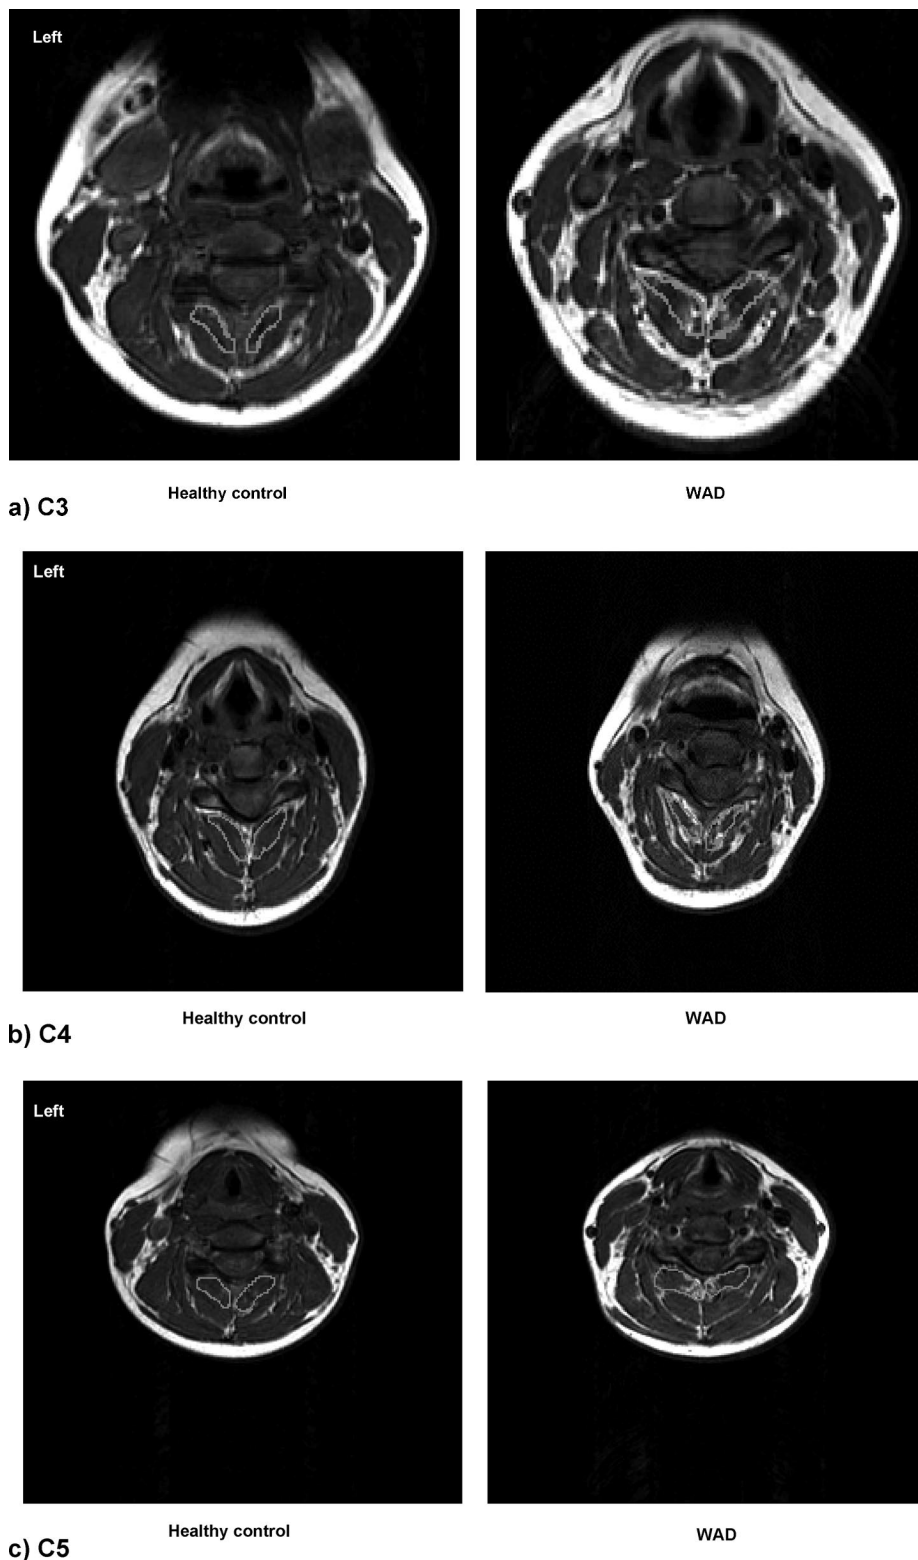 Left
Healthy control
WAD
a) C3
Left
Healthy control
WAD
b) C4
Left
Healthy control
WAD
c) C5